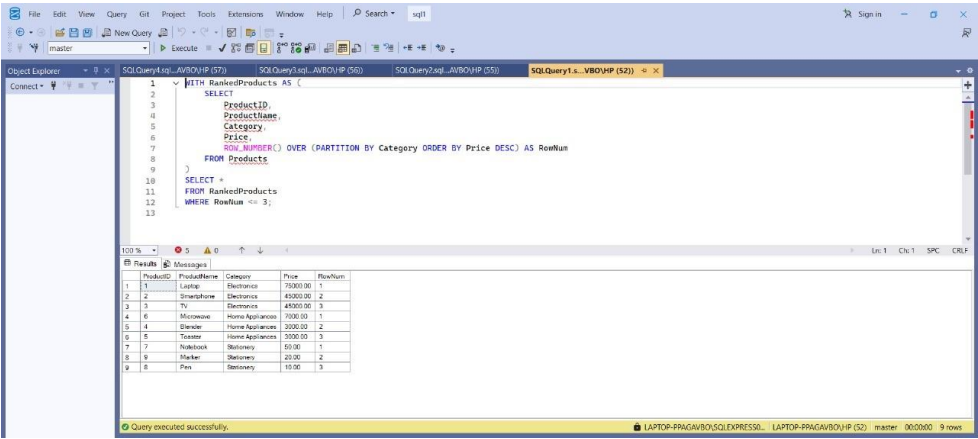 File Edit View Query Git Project Tools Extensions Window Help Search sql1 Sign in
New Query
master Execute
Object Explorer SQLQuery4.sql...AVBO\HP (57)) SQLQuery3.sql...AVBO\HP (56)) SQLQuery2.sql...AVBO\HP (55)) SQLQuery1.s...VBO\HP (52))
Connect
1 WITH RankedProducts AS (
2 SELECT
3 ProductID,
4 ProductName,
5 Category,
6 Price,
7 ROW_NUMBER() OVER (PARTITION BY Category ORDER BY Price DESC) AS RowNum
8 FROM Products
9 )
10 SELECT *
11 FROM RankedProducts
12 WHERE RowNum <= 3;
13
100 % 5 0 Ln: 1 Ch: 1 SPC CRLF
Results Messages
ProductID ProductName Category Price RowNum
1 1 Laptop Electronics 75000.00 1
2 2 Smartphone Electronics 45000.00 2
3 3 TV Electronics 45000.00 3
4 6 Microwave Home Appliances 7000.00 1
5 4 Blender Home Appliances 3000.00 2
6 5 Toaster Home Appliances 3000.00 3
7 7 Notebook Stationery 50.00 1
8 9 Marker Stationery 20.00 2
9 8 Pen Stationery 10.00 3
Query executed successfully. LAPTOP-PPAGAVBO\SQLEXPRESS0... LAPTOP-PPAGAVBO\HP (52) master 00:00:00 9 rows